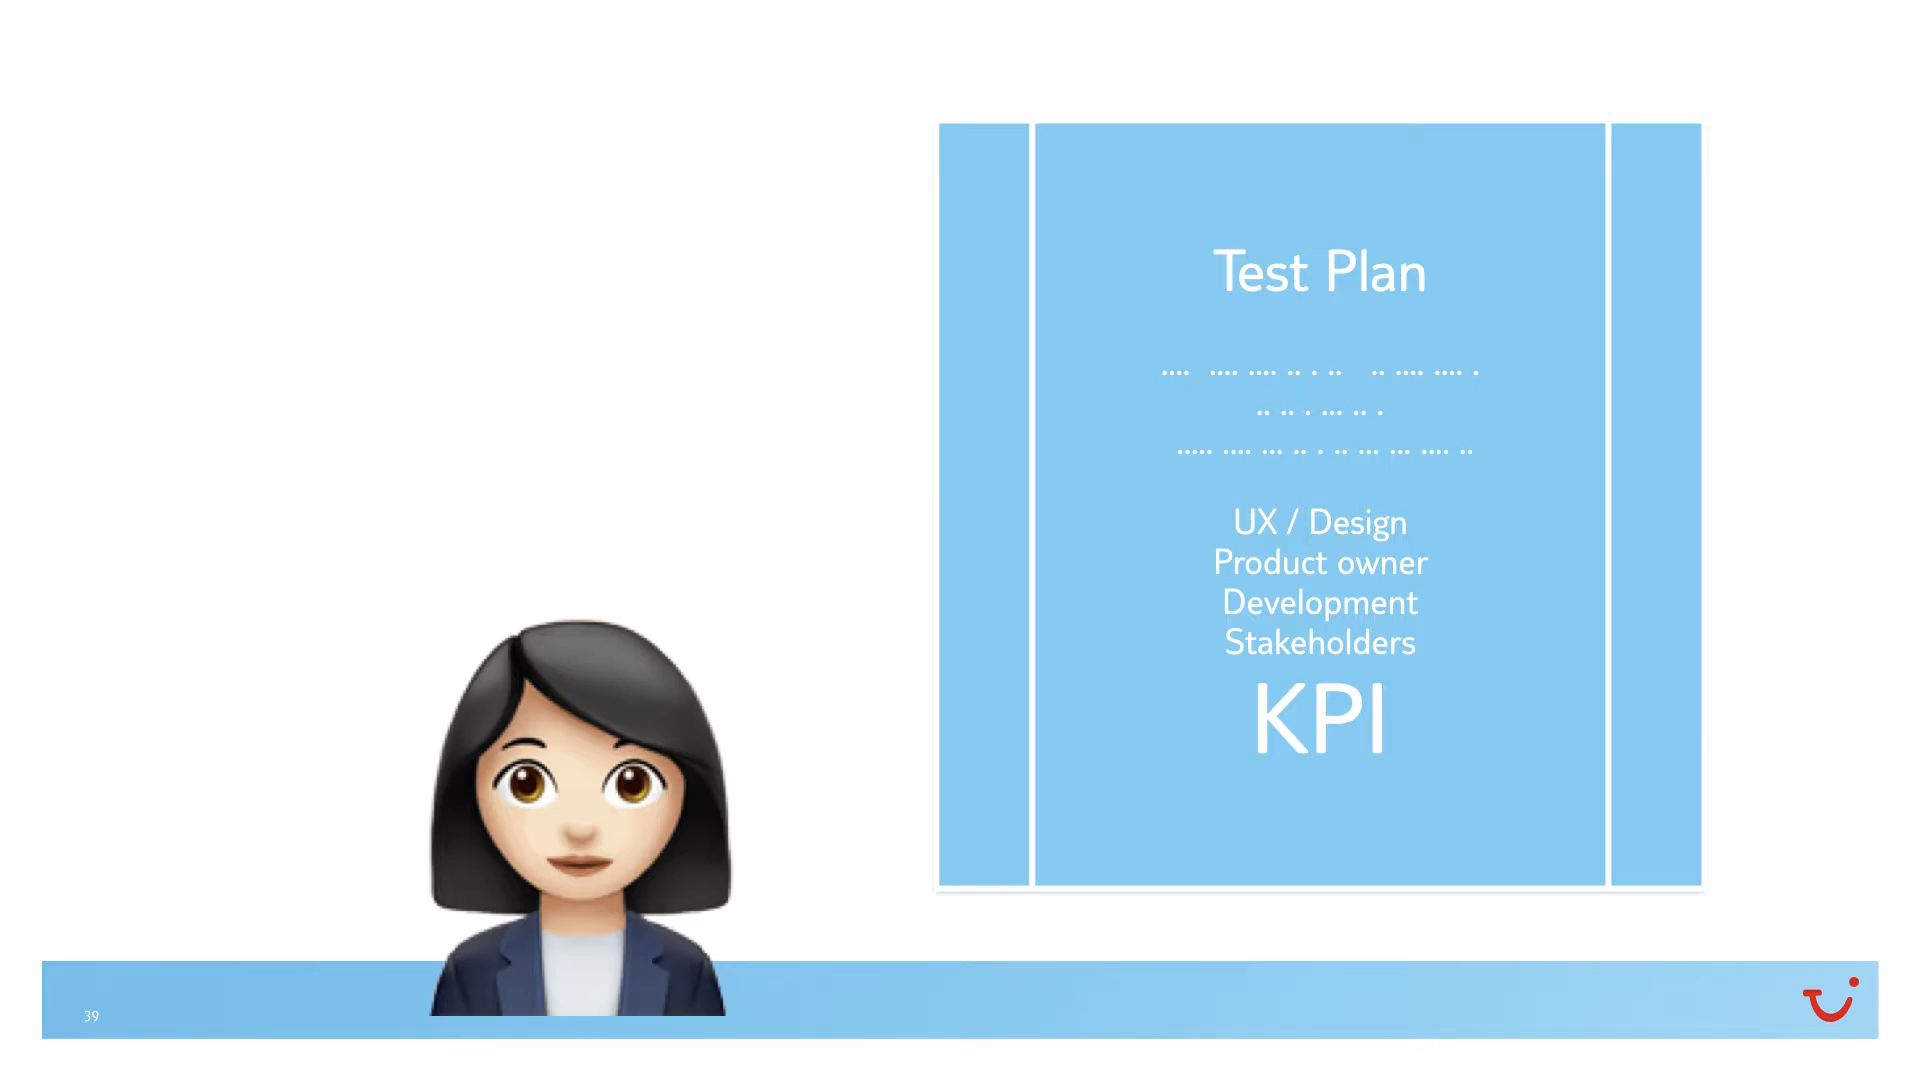 Test Plan
UX / Design
Product owner
Development
Stakeholders
KPI
39